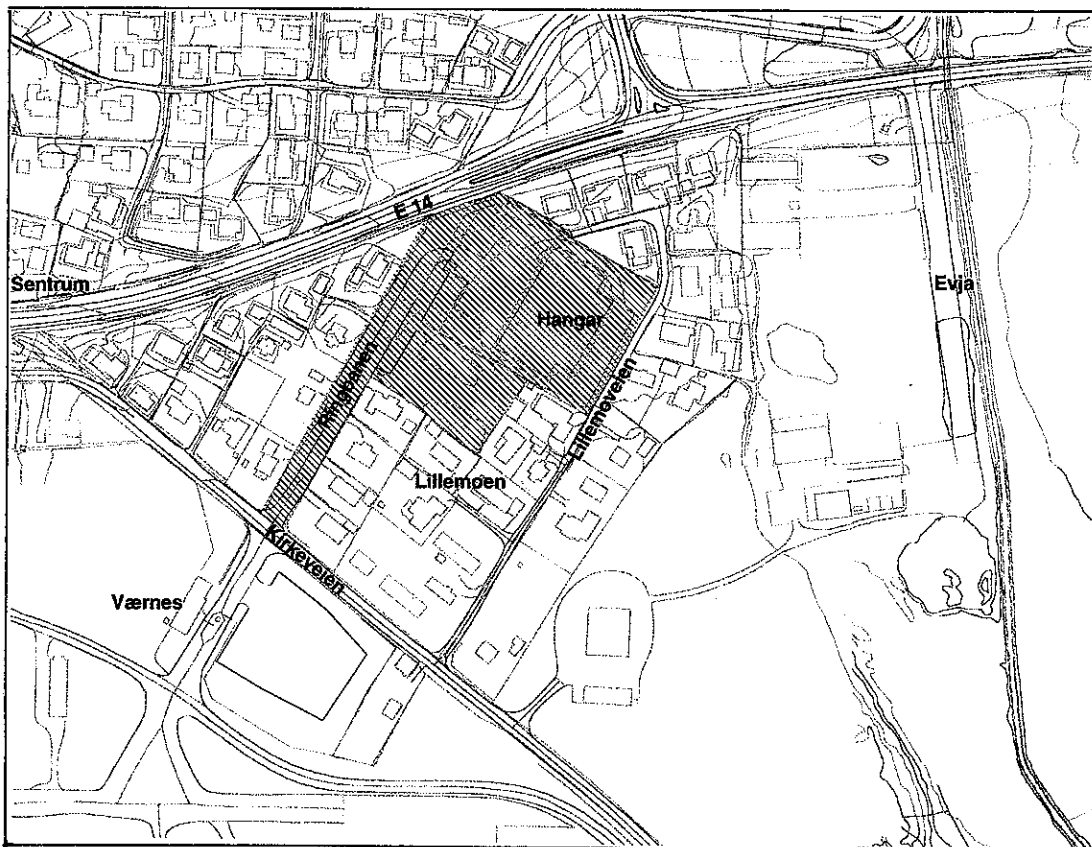 E 14
Sentrum
Evja
Hangar
Lillemoveien
Lillemoen
Kirkeveien
Værnes